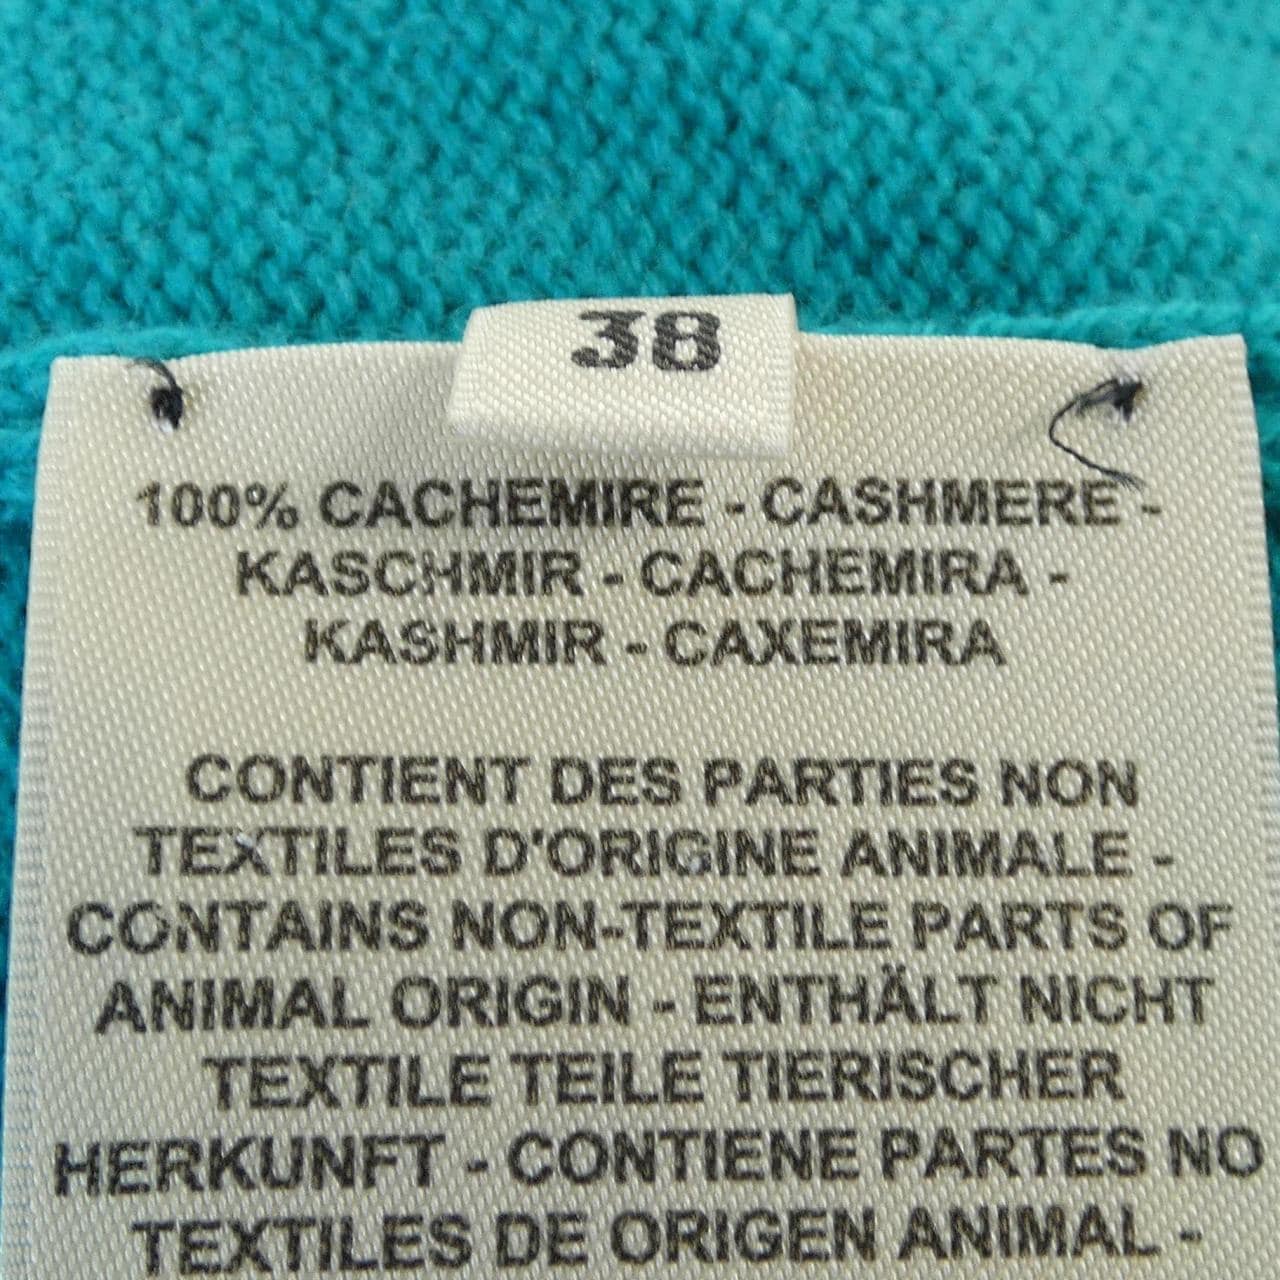 38
100% CACHEMIRE - CASHMERE -
KASCHMIR - CACHEMIRA -
KASHMIR - CAXEMIRA
CONTIENT DES PARTIES NON
TEXTILES D'ORIGINE ANIMALE -
CONTAINS NON-TEXTILE PARTS OF
ANIMAL ORIGIN - ENTHÄLT NICHT
TEXTILE TEILE TIERISCHER
HERKUNFT - CONTIENE PARTES NO
TEXTILES DE ORIGEN ANIMAL -